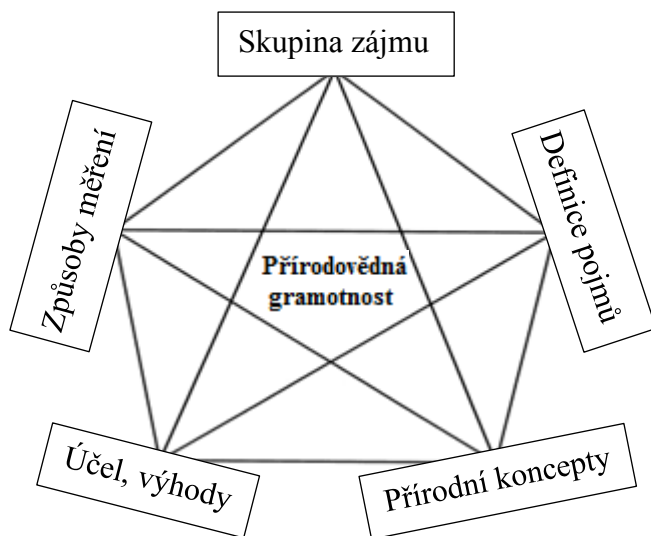 Skupina zájmu
Způsoby měření
Definice pojmů
Přírodovědná
gramotnost
Účel, výhody
Přírodní koncepty